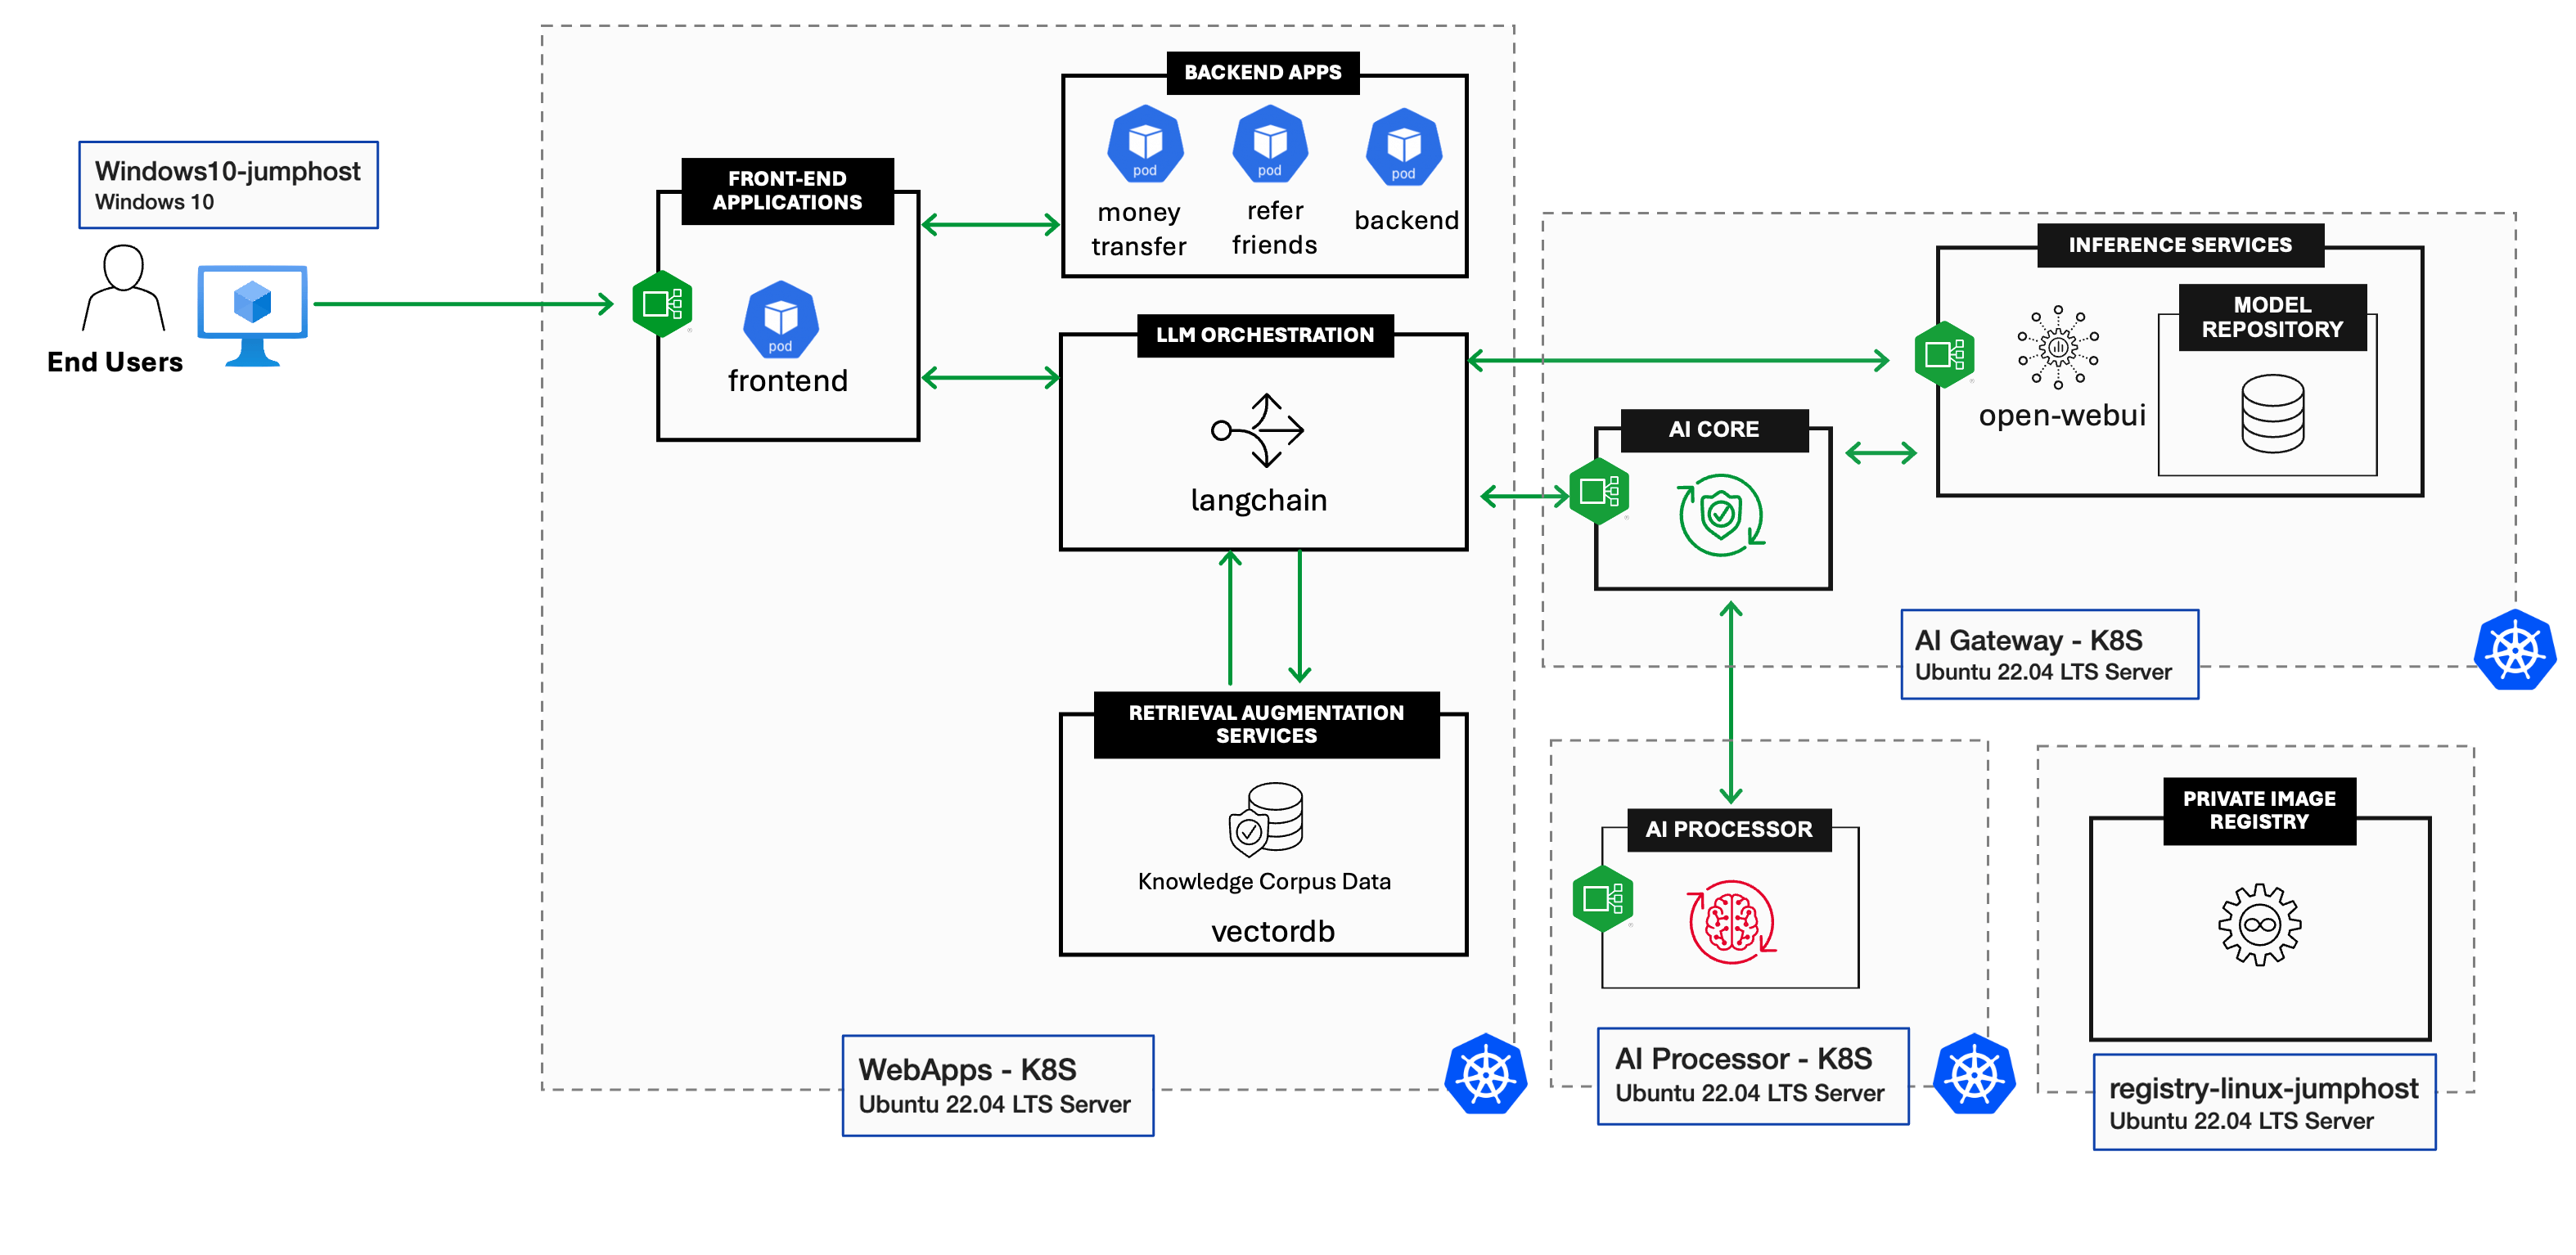 Windows10-jumphost
Windows 10
End Users
FRONT-END
APPLICATIONS
pod
frontend
BACKEND APPS
pod
money
transfer
pod
refer
friends
pod
backend
LLM ORCHESTRATION
langchain
RETRIEVAL AUGMENTATION
SERVICES
Knowledge Corpus Data
vectordb
WebApps - K8S
Ubuntu 22.04 LTS Server
INFERENCE SERVICES
open-webui
MODEL
REPOSITORY
AI CORE
AI Gateway - K8S
Ubuntu 22.04 LTS Server
AI PROCESSOR
AI Processor - K8S
Ubuntu 22.04 LTS Server
PRIVATE IMAGE
REGISTRY
registry-linux-jumphost
Ubuntu 22.04 LTS Server